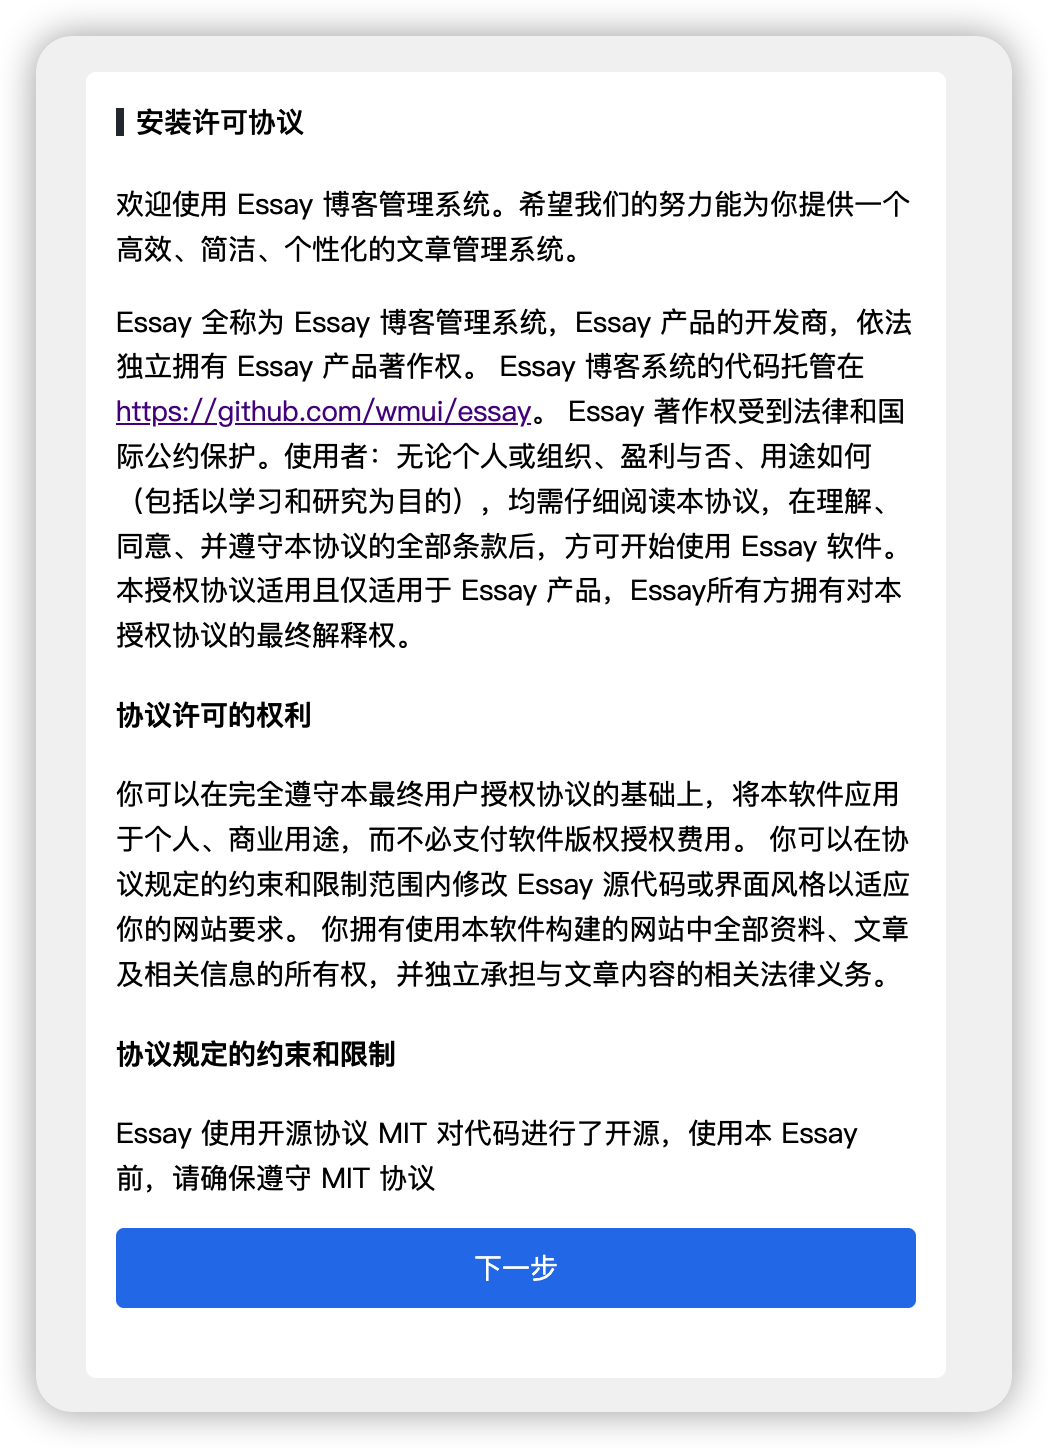 安装许可协议
欢迎使用 Essay 博客管理系统。希望我们的努力能为你提供一个
高效、简洁、个性化的文章管理系统。
Essay 全称为 Essay 博客管理系统，Essay 产品的开发商，依法
独立拥有 Essay 产品著作权。 Essay 博客系统的代码托管在
https://github.com/wmui/essay。 Essay 著作权受到法律和国
际公约保护。使用者：无论个人或组织、盈利与否、用途如何
（包括以学习和研究为目的），均需仔细阅读本协议，在理解、
同意、并遵守本协议的全部条款后，方可开始使用 Essay 软件。
本授权协议适用且仅适用于 Essay 产品，Essay所有方拥有对本
授权协议的最终解释权。
协议许可的权利
你可以在完全遵守本最终用户授权协议的基础上，将本软件应用
于个人、商业用途，而不必支付软件版权授权费用。 你可以在协
议规定的约束和限制范围内修改 Essay 源代码或界面风格以适应
你的网站要求。 你拥有使用本软件构建的网站中全部资料、文章
及相关信息的所有权，并独立承担与文章内容的相关法律义务。
协议规定的约束和限制
Essay 使用开源协议 MIT 对代码进行了开源，使用本 Essay
前，请确保遵守 MIT 协议
下一步